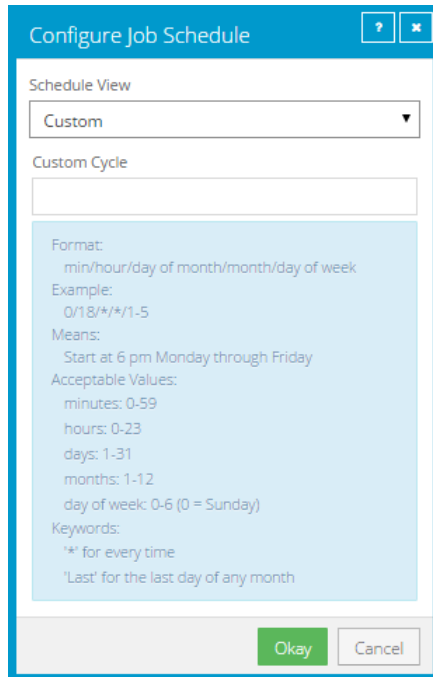 Configure Job Schedule
?
×
Schedule View
Custom
Custom Cycle
Format:
min/hour/day of month/month/day of week
Example:
0/18/*/*/1-5
Means:
Start at 6 pm Monday through Friday
Acceptable Values:
minutes: 0-59
hours: 0-23
days: 1-31
months: 1-12
day of week: 0-6 (0 = Sunday)
Keywords:
'*' for every time
'Last' for the last day of any month
Okay
Cancel